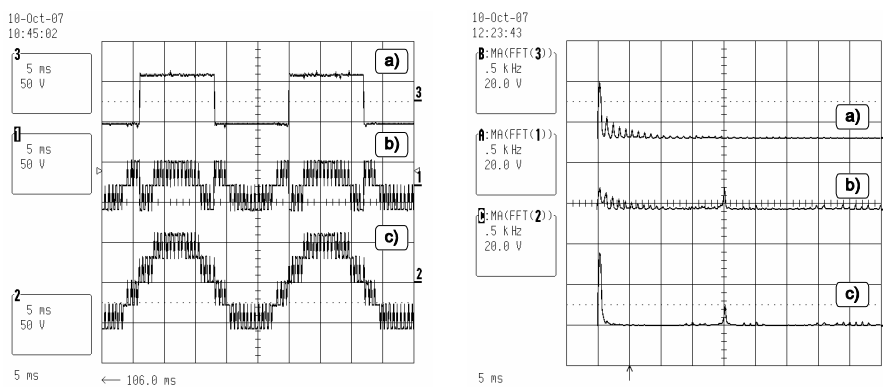 10-Oct-07
10:45:02
3
5 ms
50 V
1
5 ms
50 V
2
5 ms
50 V
5 ms
a)
3
b)
1
c)
2
← 106.0 ms
10-Oct-07
12:23:43
B:MA(FFT(3))
.5 kHz
20.0 V
A:MA(FFT(1))
.5 kHz
20.0 V
:MA(FFT(2))
.5 kHz
20.0 V
5 ms
a)
b)
c)